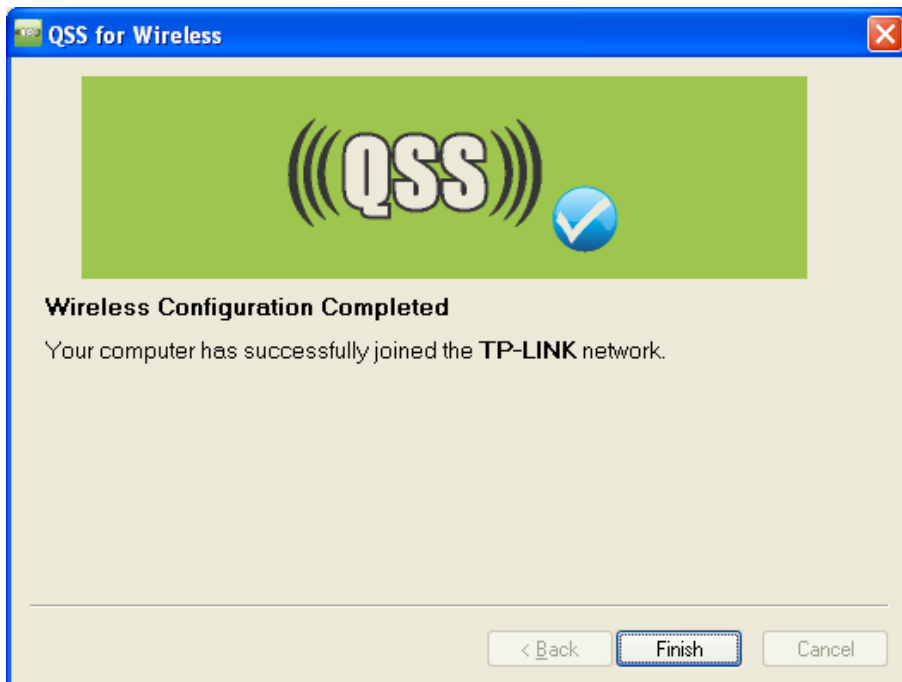 QSS for Wireless
(((QSS)))
Wireless Configuration Completed
Your computer has successfully joined the TP-LINK network.
< Back
Finish
Cancel